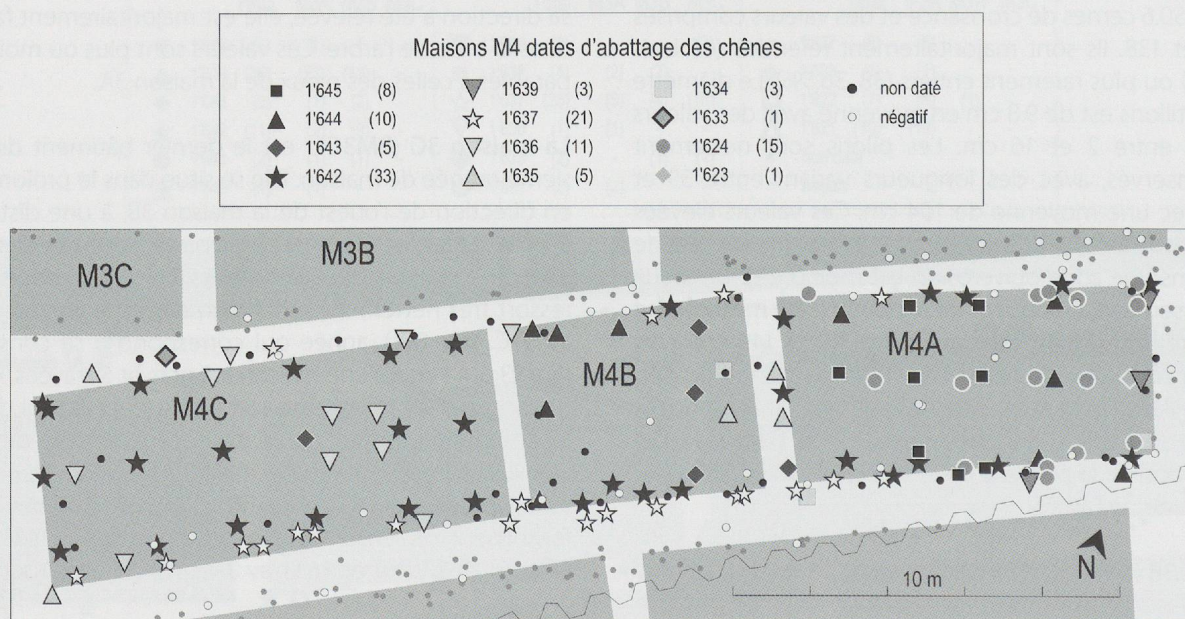 Maisons M4 dates d'abattage des chênes
1'645 (8) 1'639 (3) 1'634 (3) non daté
1'644 (10) 1'637 (21) 1'633 (1) négatif
1'643 (5) 1'636 (11) 1'624 (15)
1'642 (33) 1'635 (5) 1'623 (1)
M3C
M3B
M4A
M4B
M4C
N
10 m